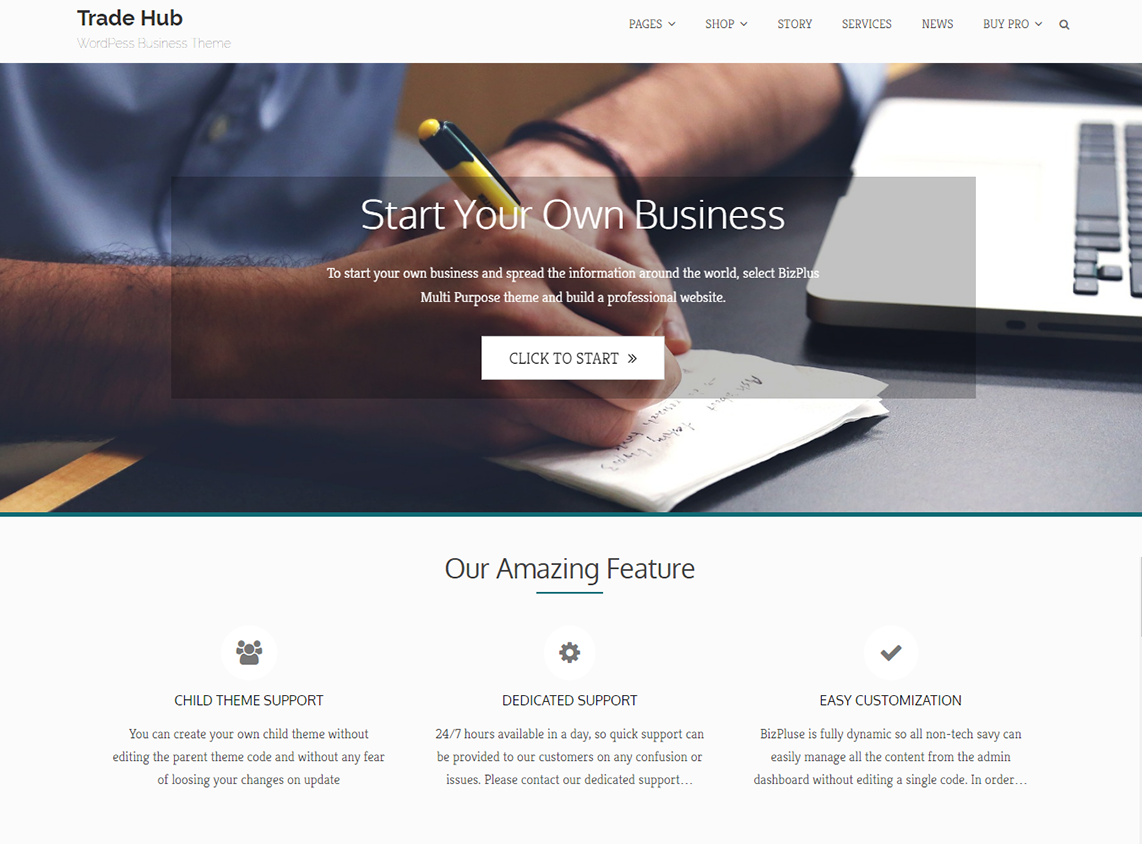 Trade Hub
WordPess Business Theme
PAGES SHOP STORY SERVICES NEWS BUY PRO
Start Your Own Business
To start your own business and spread the information around the world, select BizPlus
Multi Purpose theme and build a professional website.
CLICK TO START »
Our Amazing Feature
CHILD THEME SUPPORT
You can create your own child theme without
editing the parent theme code and without any fear
of loosing your changes on update
DEDICATED SUPPORT
24/7 hours available in a day, so quick support can
be provided to our customers on any confusion or
issues. Please contact our dedicated support…
EASY CUSTOMIZATION
BizPluse is fully dynamic so all non-tech savy can
easily manage all the content from the admin
dashboard without editing a single code. In order…